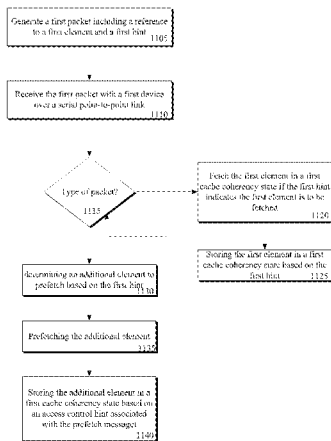 Generate a first packet including a reference
to a first element and a first hint
1105
Receive the first packet with a first device
over a serial point-to-point link
1110
Type of packet?
1115
Fetch the first element in a first
cache coherency state if the first hint
indicates the first element is to be
fetched
1120
Storing the first element in a first
cache coherency state based on the
first hint
1125
determining an additional element to
prefetch based on the first hint
1130
Prefetching the additional element
1135
Storing the additional element in a
first cache coherency state based on
an access control hint associated
with the prefetch message
1140